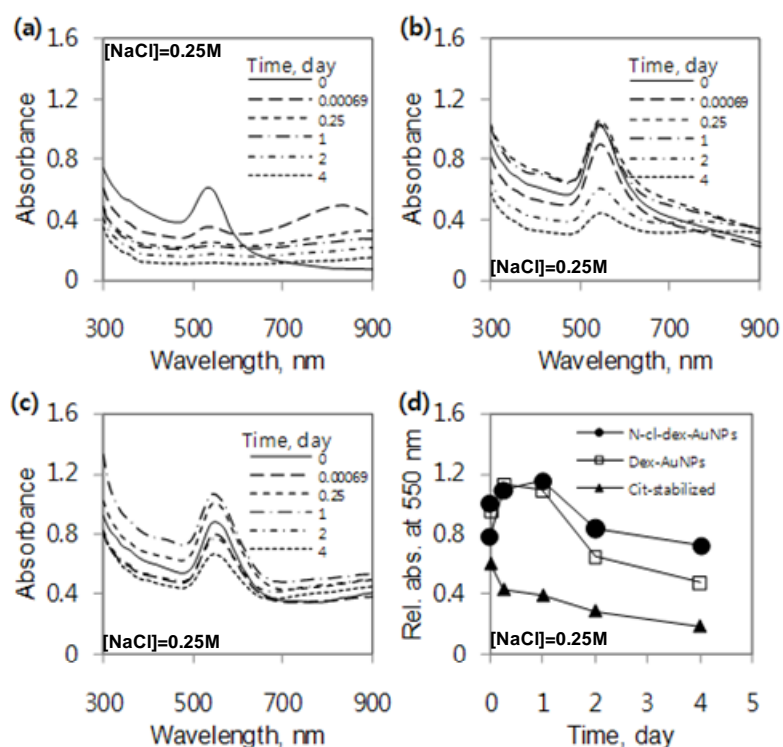 (a)
1.6
1.2
0.8
0.4
0
Absorbance
[NaCl]=0.25M
Time, day
0
0.00069
0.25
1
2
4
300
500
700
900
Wavelength, nm
(b)
1.6
1.2
0.8
0.4
0
Absorbance
Time, day
0
0.00069
0.25
1
2
4
[NaCl]=0.25M
300
500
700
900
Wavelength, nm
(c)
1.6
1.2
0.8
0.4
0
Absorbance
Time, day
0
0.00069
0.25
1
2
4
[NaCl]=0.25M
300
500
700
900
Wavelength, nm
(d)
1.6
1.2
0.8
0.4
0
Rel. abs. at 550 nm
N-cl-dex-AuNPs
Dex-AuNPs
Cit-stabilized
[NaCl]=0.25M
0
1
2
3
4
5
Time, day